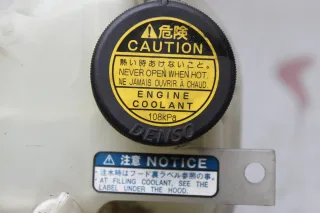 危険
CAUTION
熱い時あけないこと。
NEVER OPEN WHEN HOT.
NE JAMAIS OUVRIR À CHAUD.
ENGINE
COOLANT
108kPa
DENSO
注意 NOTICE
注水時はフード裏ラベル参照の事。
AT FILLING COOLANT, SEE THE
LABEL UNDER THE HOOD.